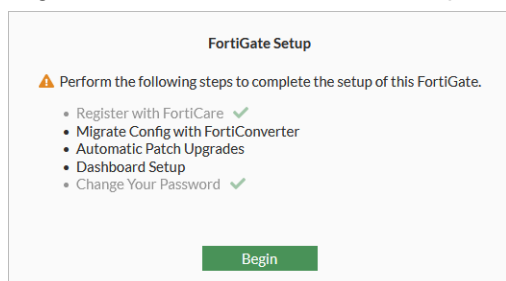 FortiGate Setup
Perform the following steps to complete the setup of this FortiGate.
• Register with FortiCare ✓
• Migrate Config with FortiConverter
• Automatic Patch Upgrades
• Dashboard Setup
• Change Your Password ✓
Begin